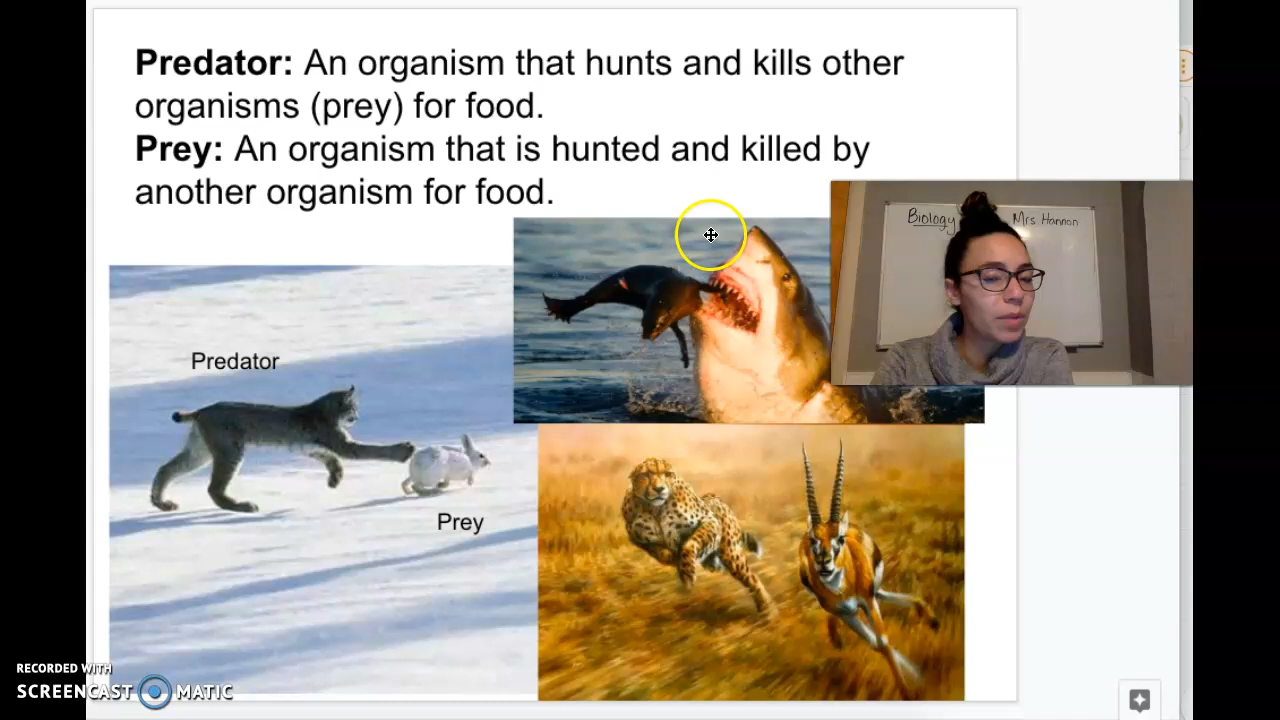 Predator: An organism that hunts and kills other
organisms (prey) for food.
Prey: An organism that is hunted and killed by
another organism for food.
Biology
Mrs Hannon
Predator
Prey
RECORDED WITH
SCREENCAST MATIC